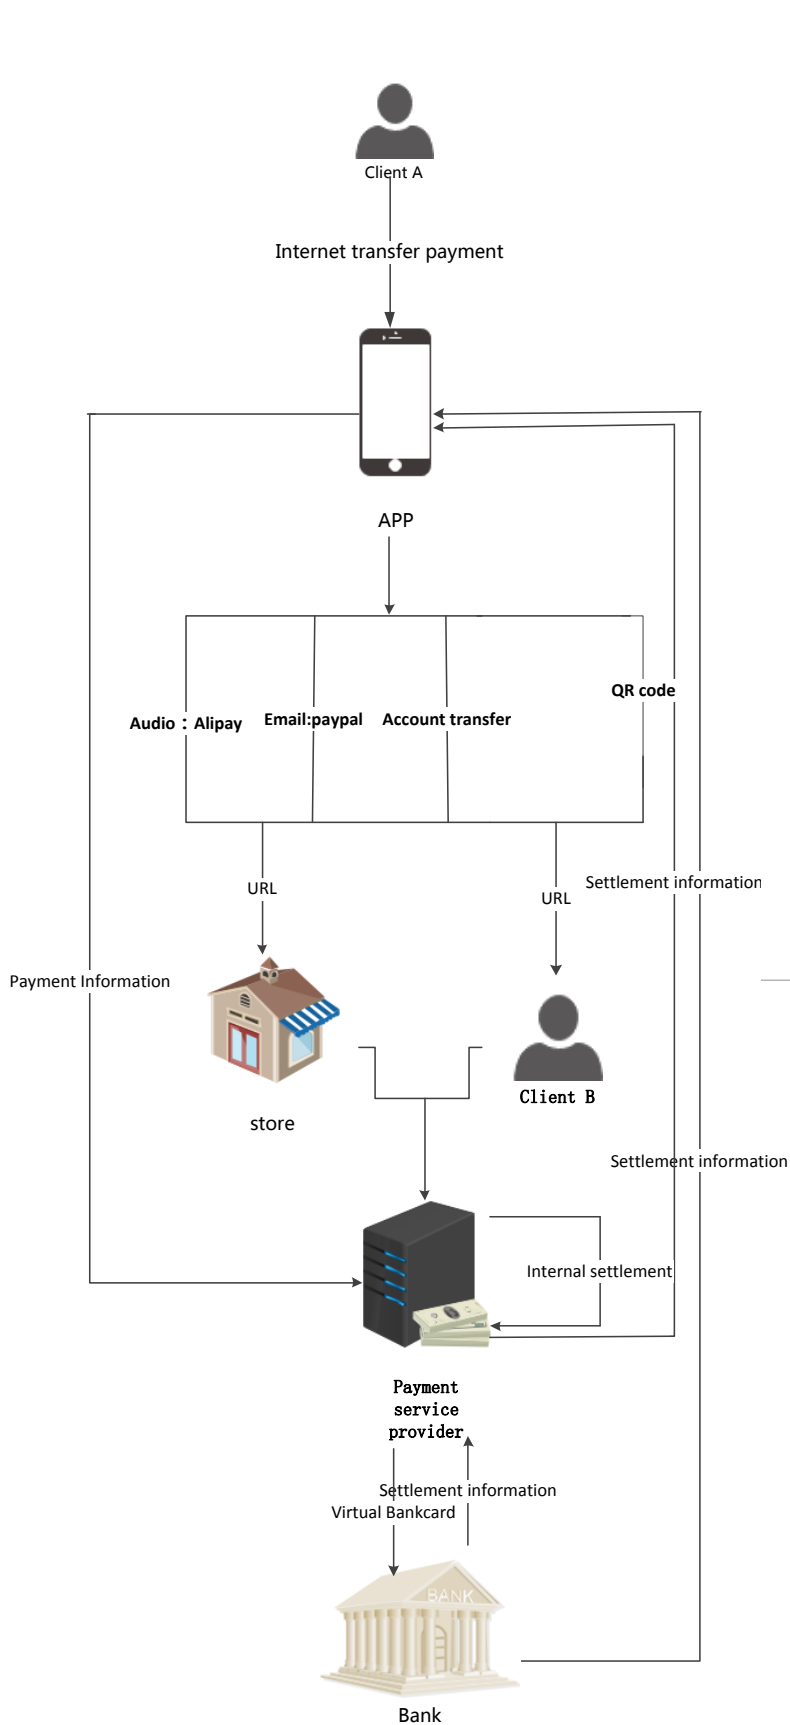 Client A
Internet transfer payment
APP
QR code
Audio：Alipay
Email:paypal
Account transfer
URL
Settlement information
URL
Payment Information
Client B
store
Settlement information
Internal settlement
Payment
service
provider
Settlement information
Virtual Bankcard
BANK
Bank